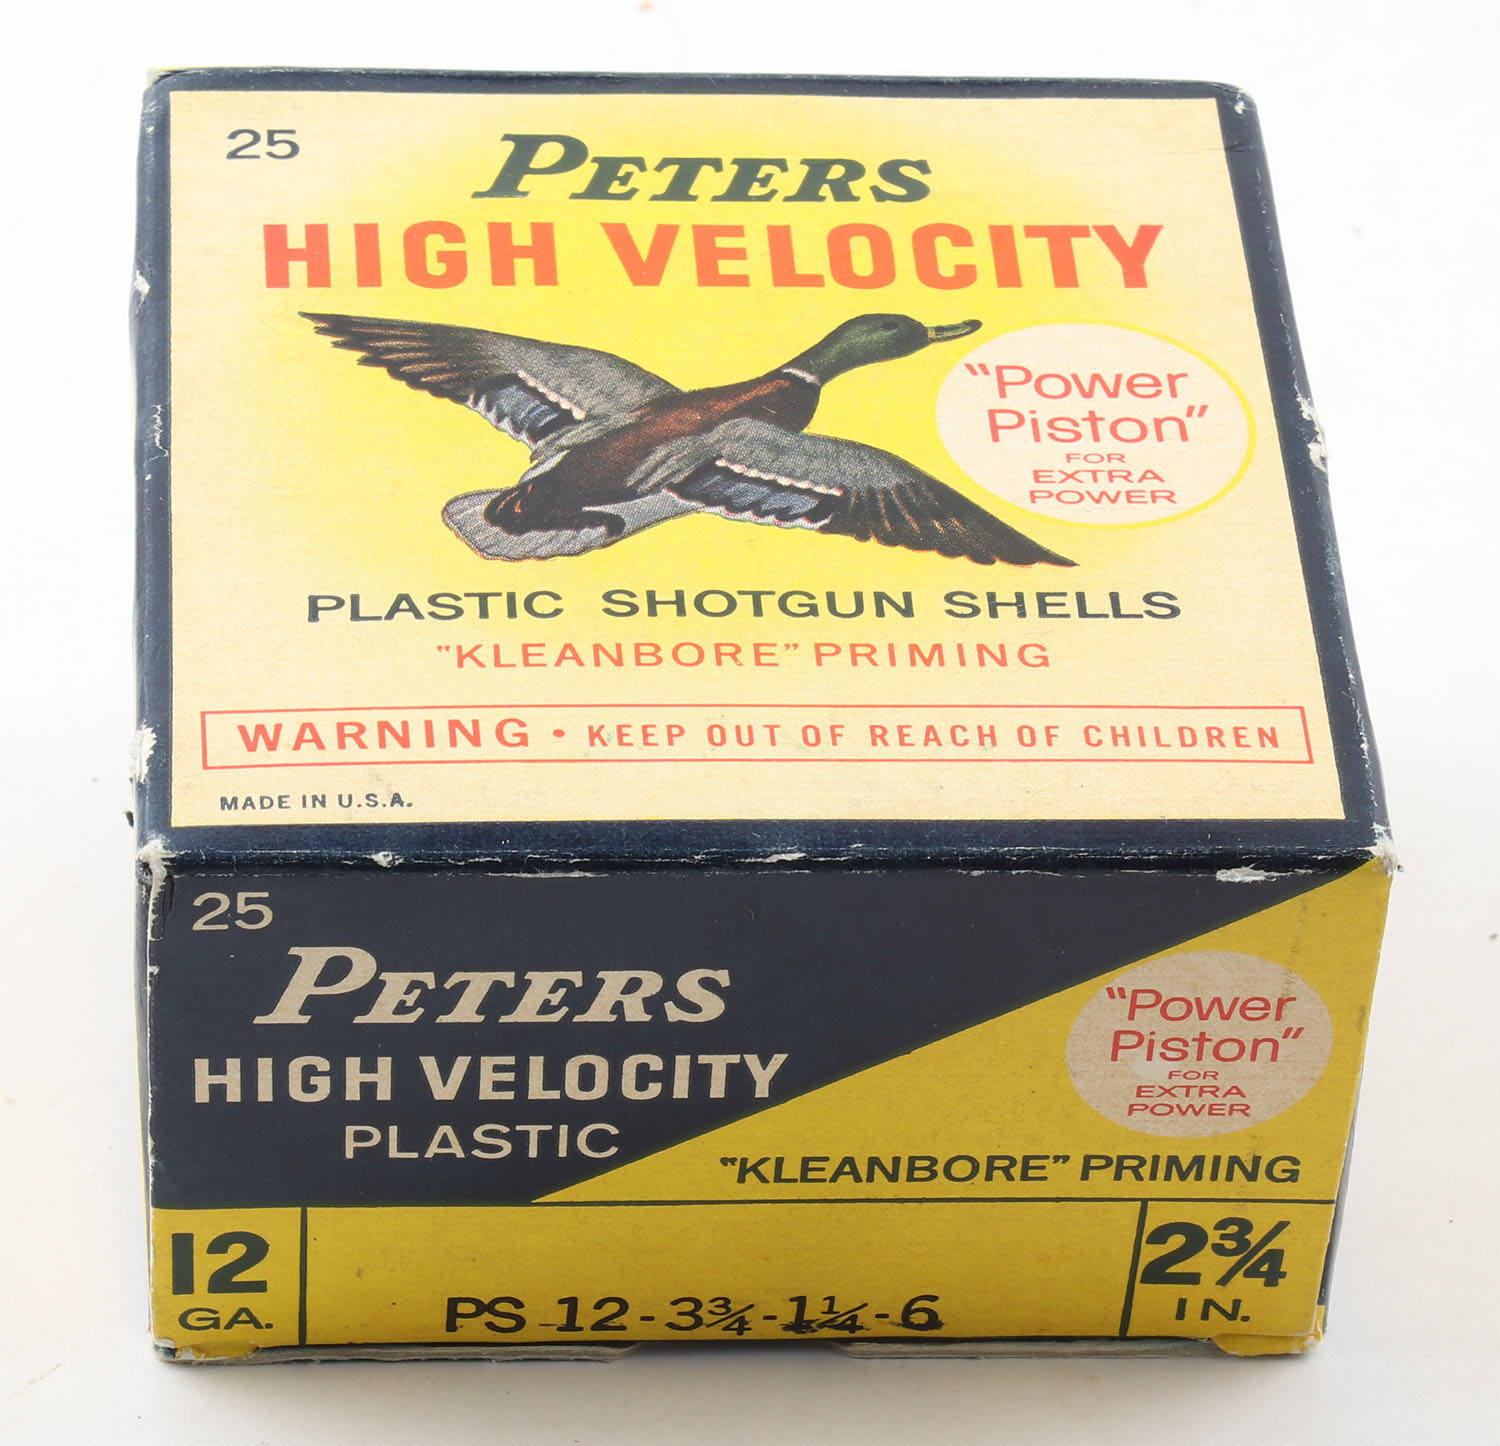 25
PETERS
HIGH VELOCITY
"Power
Piston"
FOR
EXTRA
POWER
PLASTIC SHOTGUN SHELLS
"KLEANBORE" PRIMING
WARNING • KEEP OUT OF REACH OF CHILDREN
MADE IN U.S.A.
25
PETERS
HIGH VELOCITY
PLASTIC
"Power
Piston"
FOR
EXTRA
POWER
"KLEANBORE" PRIMING
12
GA.
PS 12-3¾-1¼-6
2¾
IN.